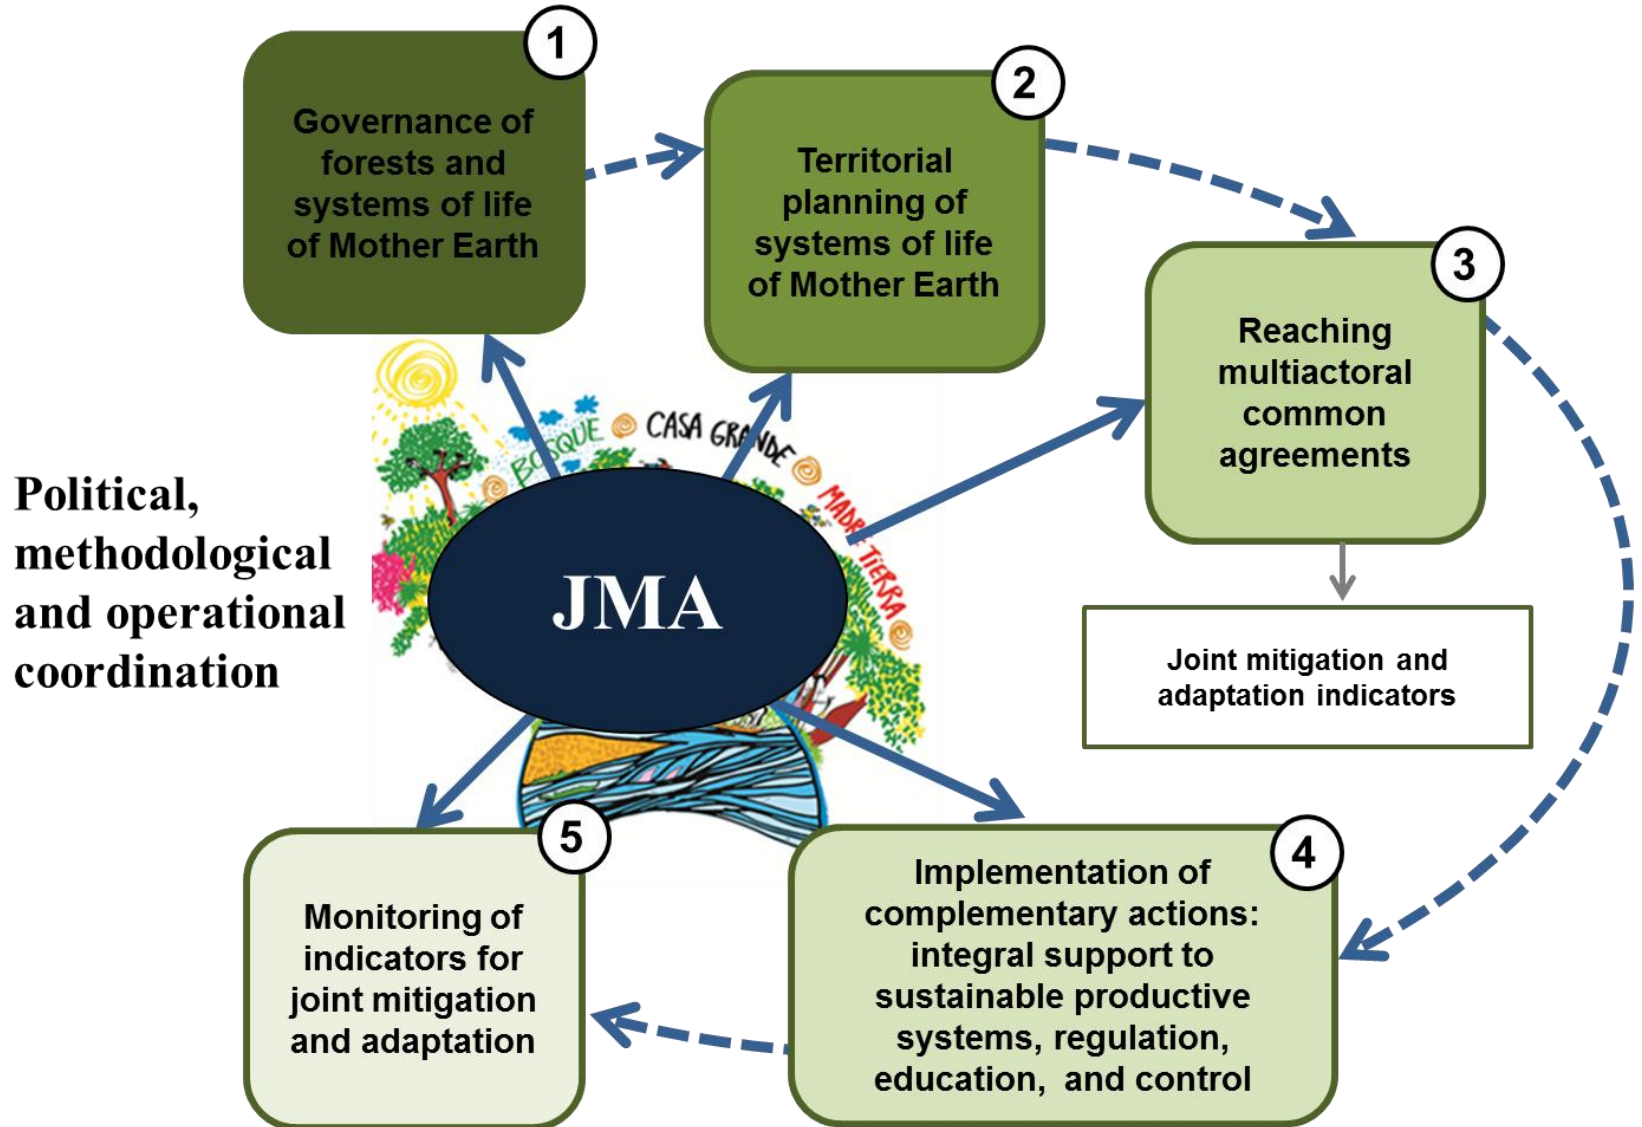 1
Governance of
forests and
systems of life
of Mother Earth
2
Territorial
planning of
systems of life
of Mother Earth
3
Reaching
multiactoral
common
agreements
Joint mitigation and
adaptation indicators
BOSQUE
CASA GRANDE
MADRE TIERRA
Political,
methodological
and operational
coordination
JMA
4
Implementation of
complementary actions:
integral support to
sustainable productive
systems, regulation,
education, and control
5
Monitoring of
indicators for
joint mitigation
and adaptation